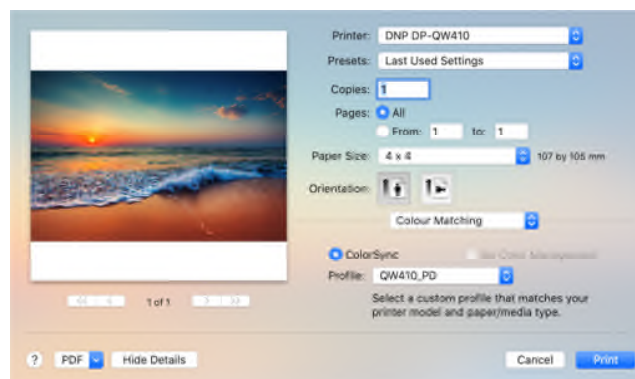 Printer: DNP DP-QW410
Presets: Last Used Settings
Copies: 1
Pages: All
From: 1 to: 1
Paper Size: 4 x 4 107 by 105 mm
Orientation:
Colour Matching
ColorSync
Profile: QW410_PD
1 of 1
Select a custom profile that matches your
printer model and paper/media type.
? PDF Hide Details Cancel Print